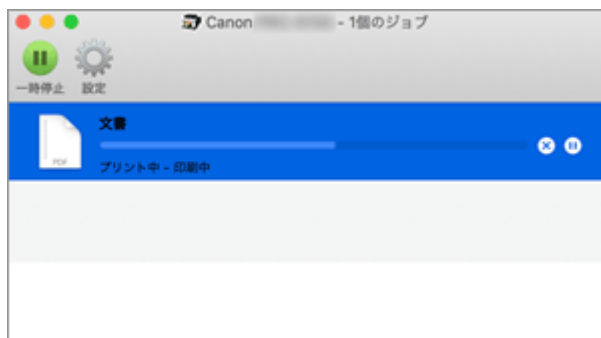 Canon - 1個のジョブ
一時停止 設定
文書
PDF
プリント中 - 印刷中